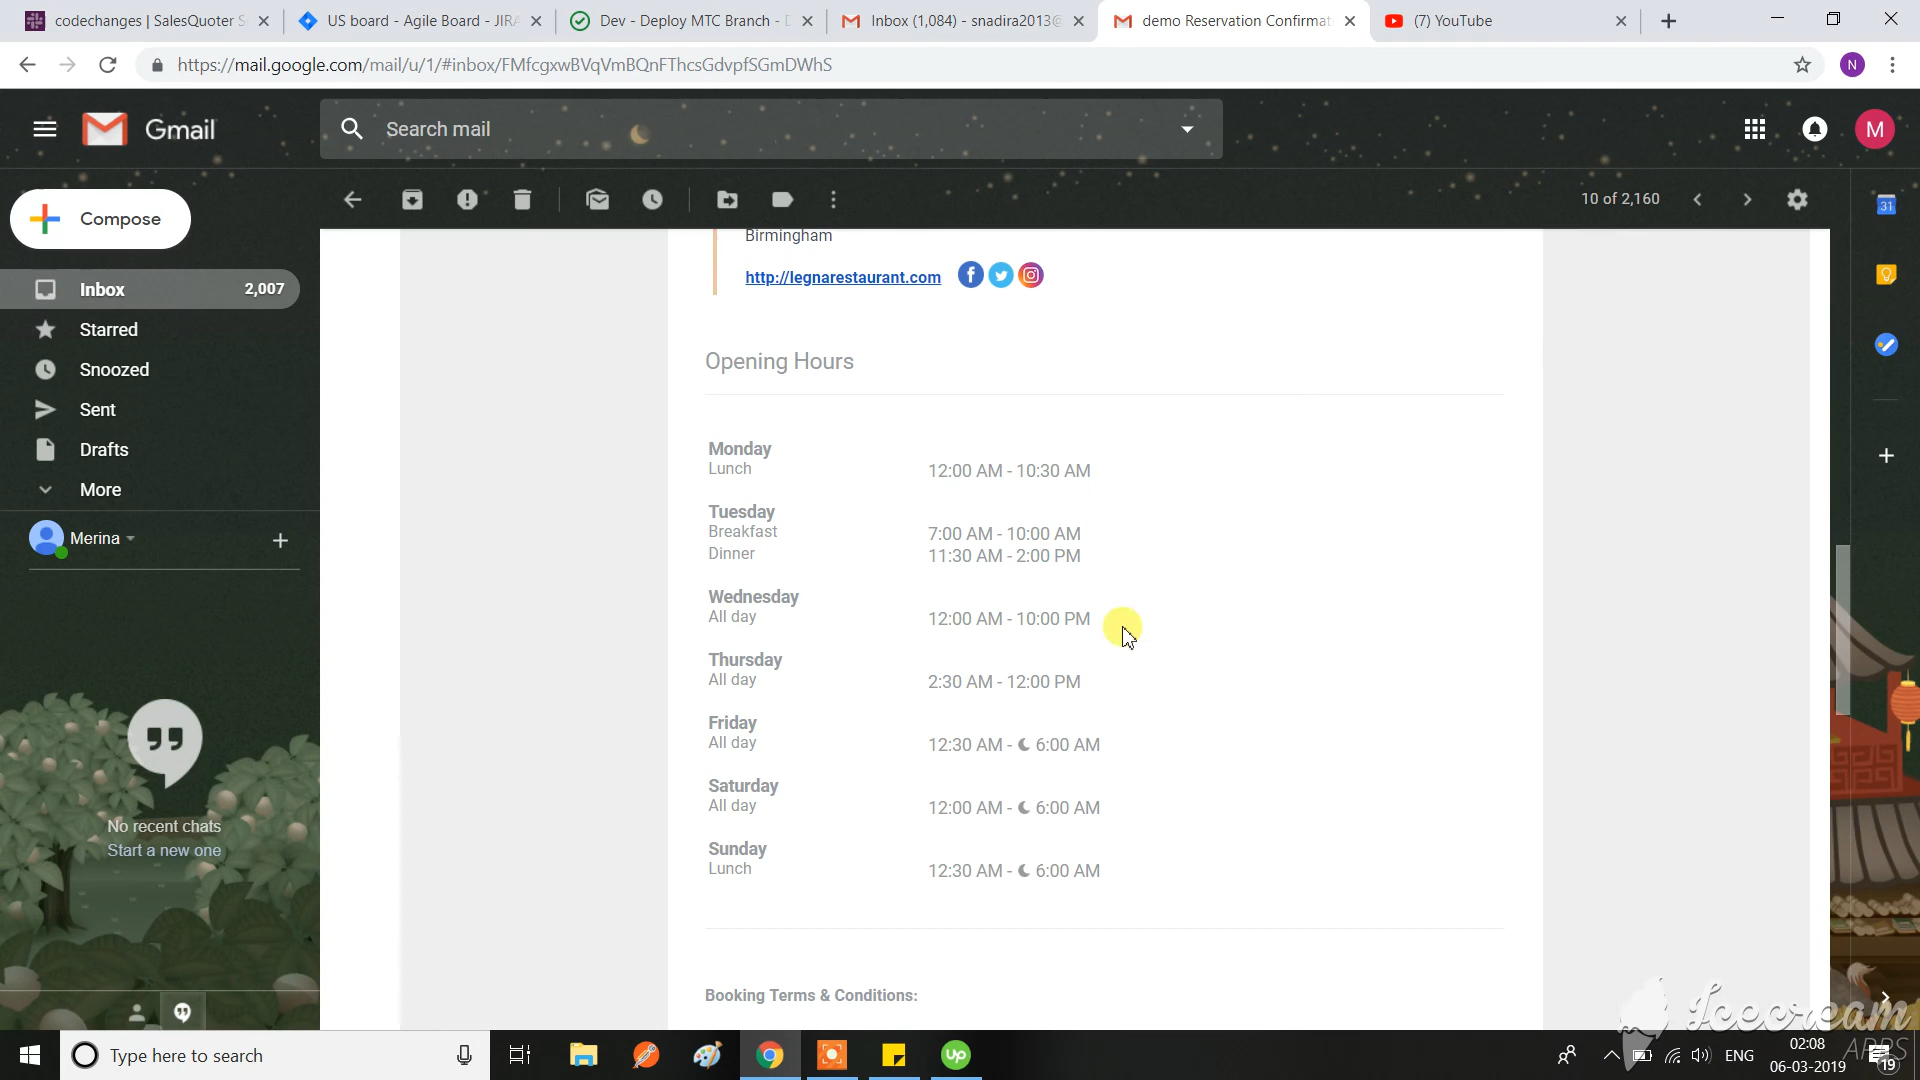 codechanges | SalesQuoter S
US board - Agile Board - JIRA
Dev - Deploy MTC Branch - D
Inbox (1,084) - snadira2013@
demo Reservation Confirmat
(7) YouTube
https://mail.google.com/mail/u/1/#inbox/FMfcgxwBVqVmBQnFThcsGdvpfSGmDWhS
N
Gmail
Search mail
M
Compose
10 of 2,160
31
Inbox 2,007
Starred
Snoozed
Sent
Drafts
More
Merina
No recent chats
Start a new one
Birmingham
http://legnarestaurant.com
Opening Hours
Monday
Lunch 12:00 AM - 10:30 AM
Tuesday
Breakfast 7:00 AM - 10:00 AM
Dinner 11:30 AM - 2:00 PM
Wednesday
All day 12:00 AM - 10:00 PM
Thursday
All day 2:30 AM - 12:00 PM
Friday
All day 12:30 AM - 6:00 AM
Saturday
All day 12:00 AM - 6:00 AM
Sunday
Lunch 12:30 AM - 6:00 AM
Booking Terms & Conditions:
Icecream
APPS
Type here to search
up
ENG
02:08
06-03-2019
19